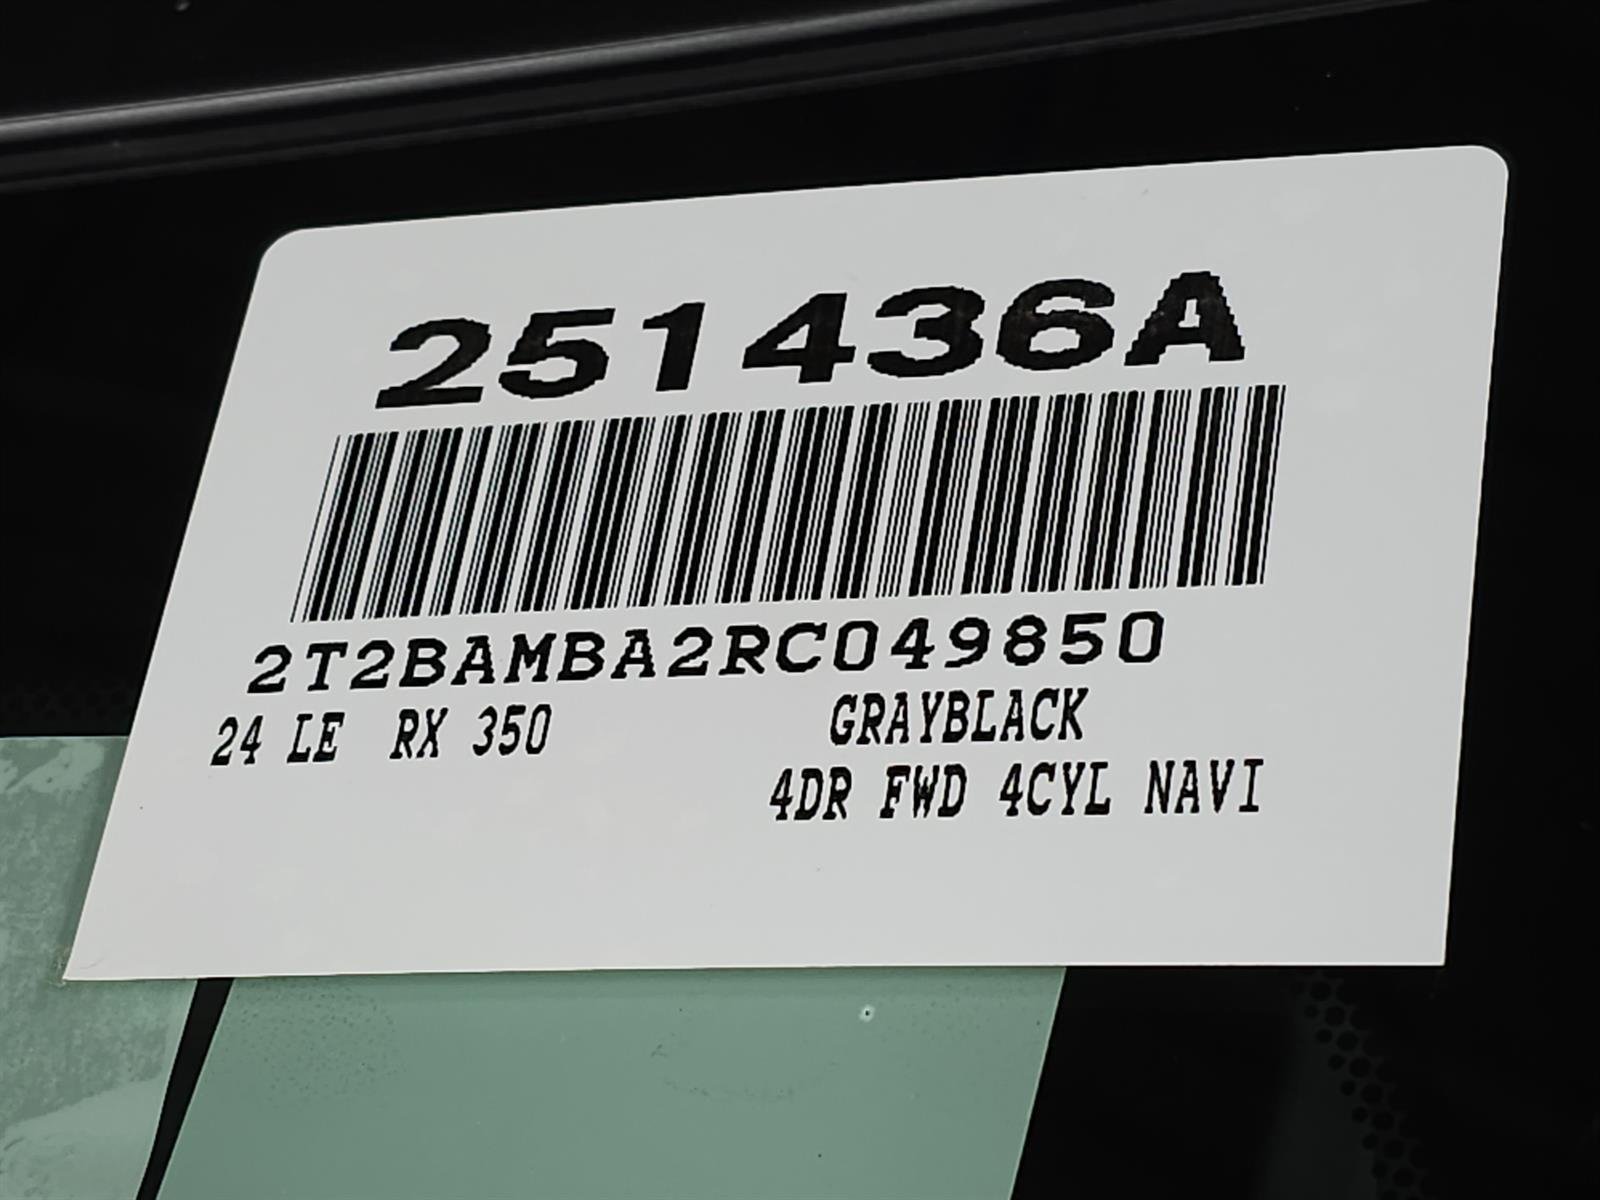 251436A
2T2BAMBA2RC049850
24 LE RX 350 GRAYBLACK
4DR FWD 4CYL NAVI